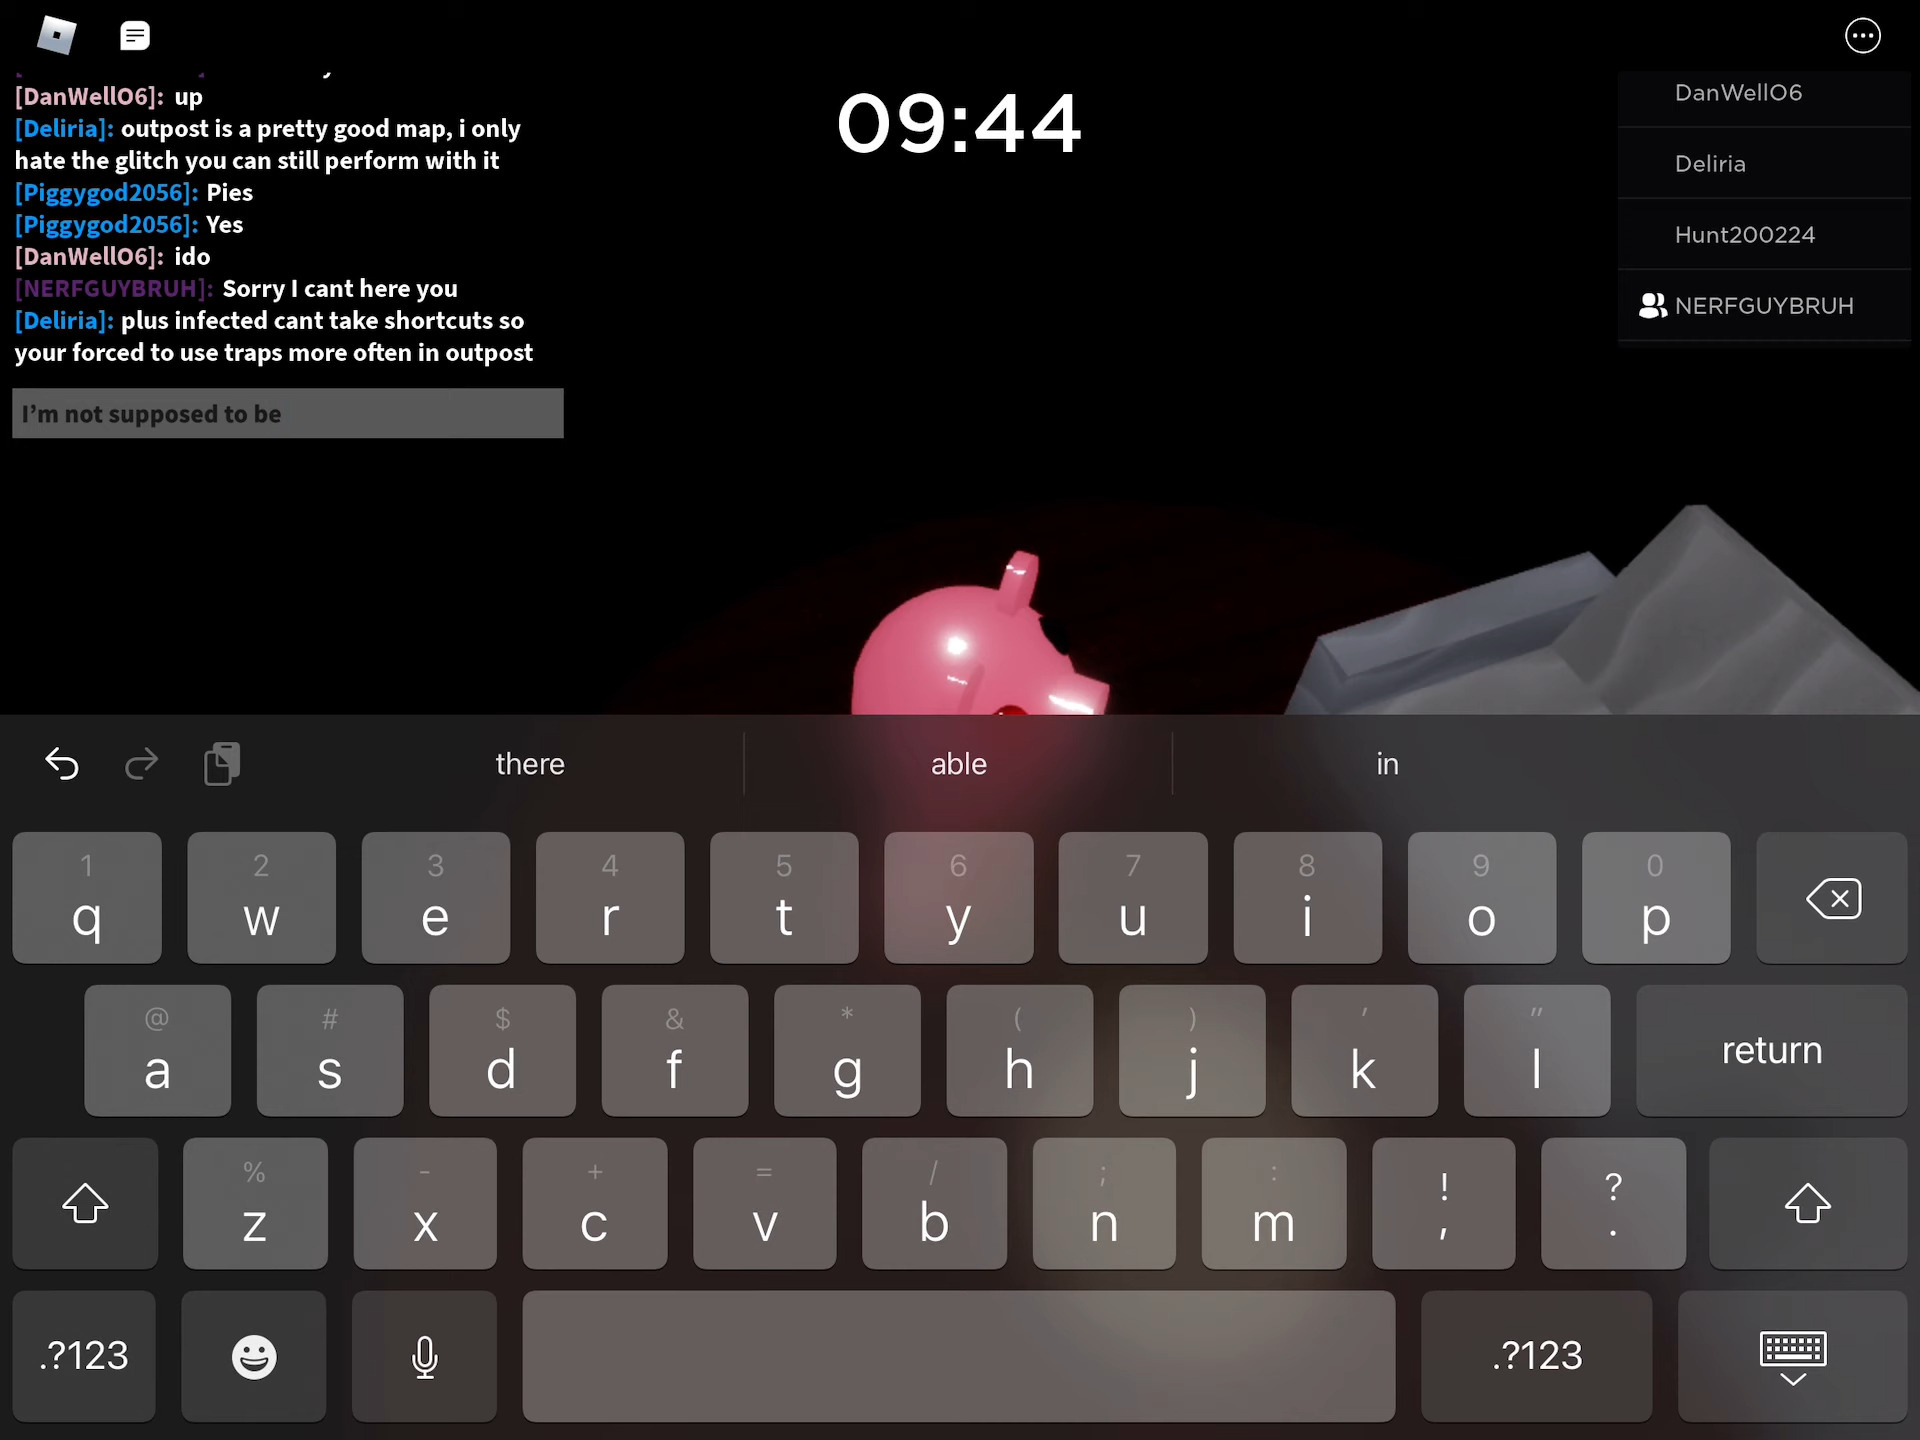 [DanWellO6]: up
09:44
DanWellO6
[Deliria]: outpost is a pretty good map, i only
hate the glitch you can still perform with it
Deliria
[Piggygod2056]: Pies
[Piggygod2056]: Yes
Hunt200224
[DanWellO6]: ido
[NERFGUYBRUH]: Sorry I cant here you
NERFGUYBRUH
[Deliria]: plus infected cant take shortcuts so
your forced to use traps more often in outpost
I’m not supposed to be
there able in
1 2 3 4 5 6 7 8 9 0
q w e r t y u i o p
@ # $ & * ( ) ' "
a s d f g h j k l return
% - + = / ; : ! ?
z x c v b n m , .
.?123 .?123